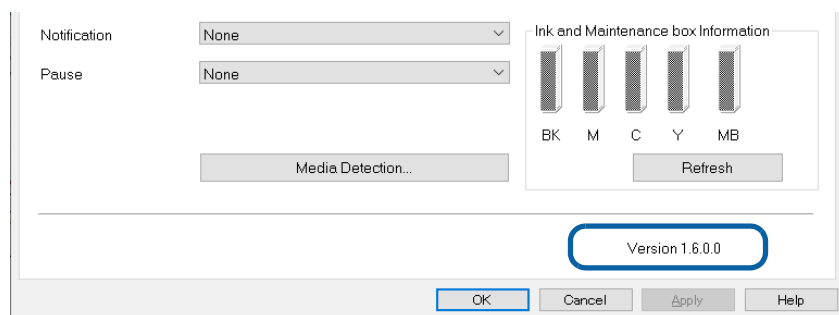 Notification
None
Ink and Maintenance box Information
Pause
None
BK M C Y MB
Media Detection...
Refresh
Version 1.6.0.0
OK
Cancel
Apply
Help